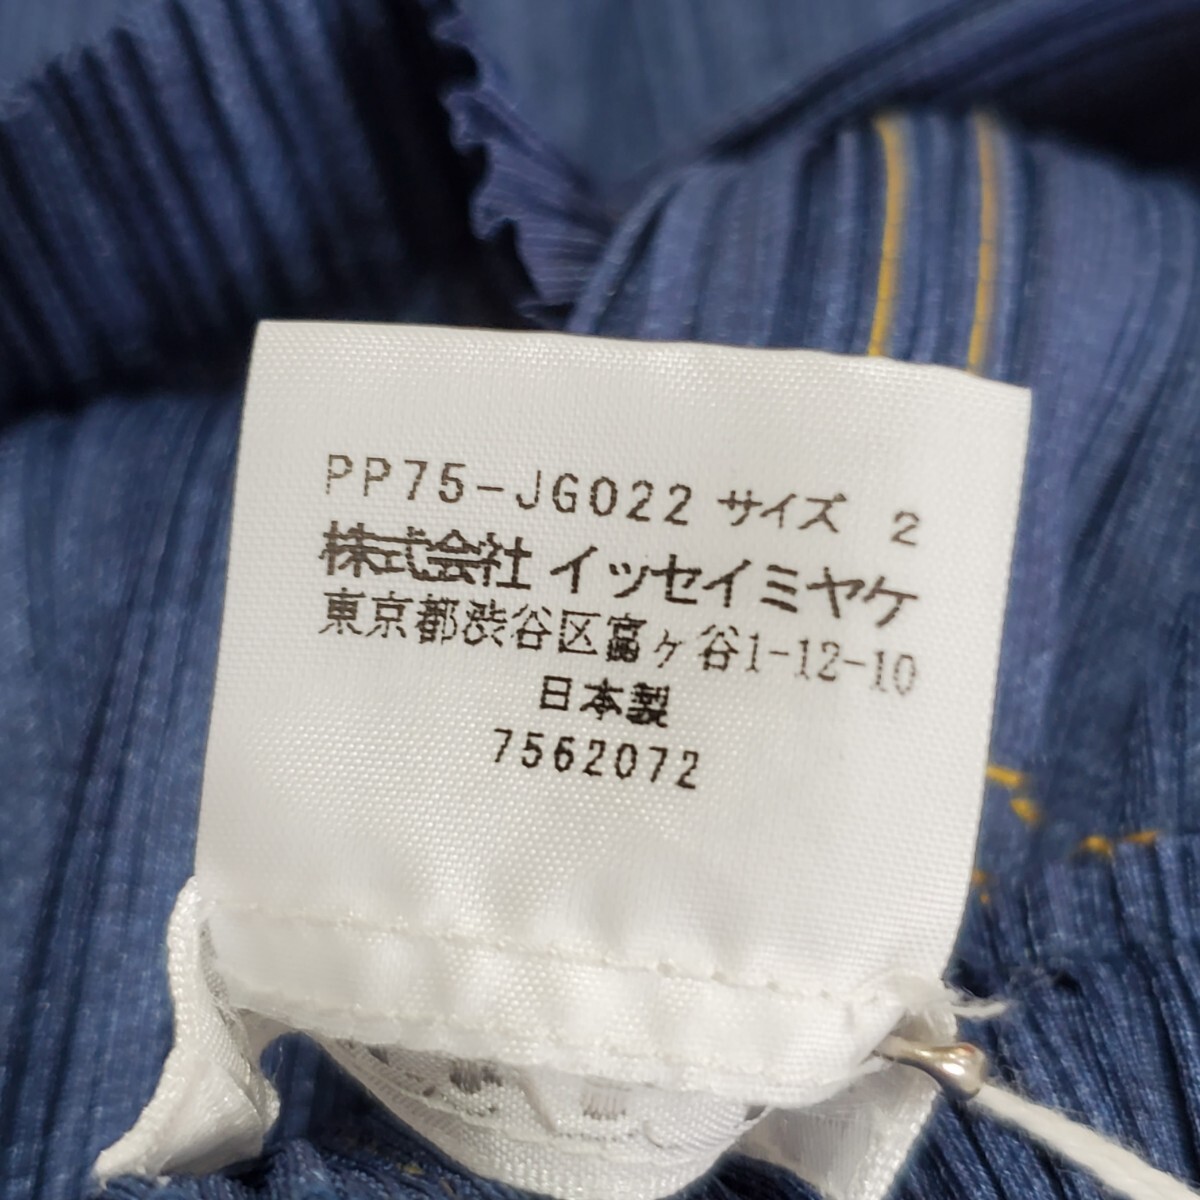 PP75-JG022 サイズ 2
株式会社 イッセイミヤケ
東京都渋谷区富ヶ谷1-12-10
日本製
7562072